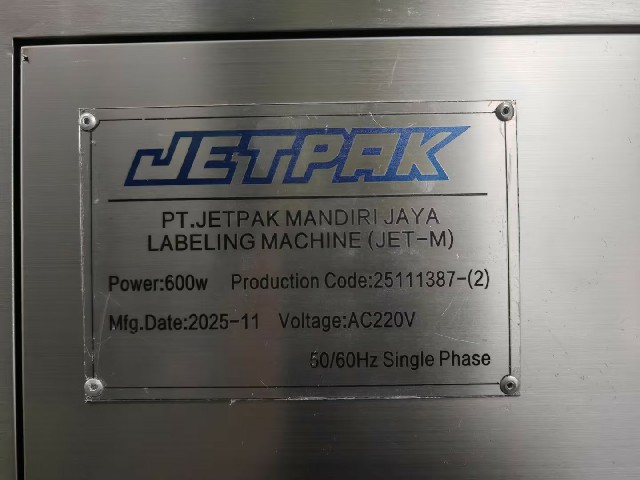 JETPAK
PT.JETPAK MANDIRI JAYA
LABELING MACHINE (JET-M)
Power:600w Production Code:25111387-(2)
Mfg.Date:2025-11 Voltage:AC220V
50/60Hz Single Phase